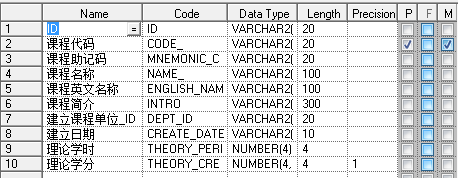 Name Code Data Type Length Precision P F M
1 ID = ID VARCHAR2( 20
2 课程代码 CODE_ VARCHAR2( 20
3 课程助记码 MNEMONIC_C VARCHAR2( 20
4 课程名称 NAME_ VARCHAR2( 100
5 课程英文名称 ENGLISH_NAM VARCHAR2( 100
6 课程简介 INTRO VARCHAR2( 300
7 建立课程单位_ID DEPT_ID VARCHAR2( 20
8 建立日期 CREATE_DATE VARCHAR2( 10
9 理论学时 THEORY_PERI NUMBER(4) 4
10 理论学分 THEORY_CRE NUMBER(4, 4 1